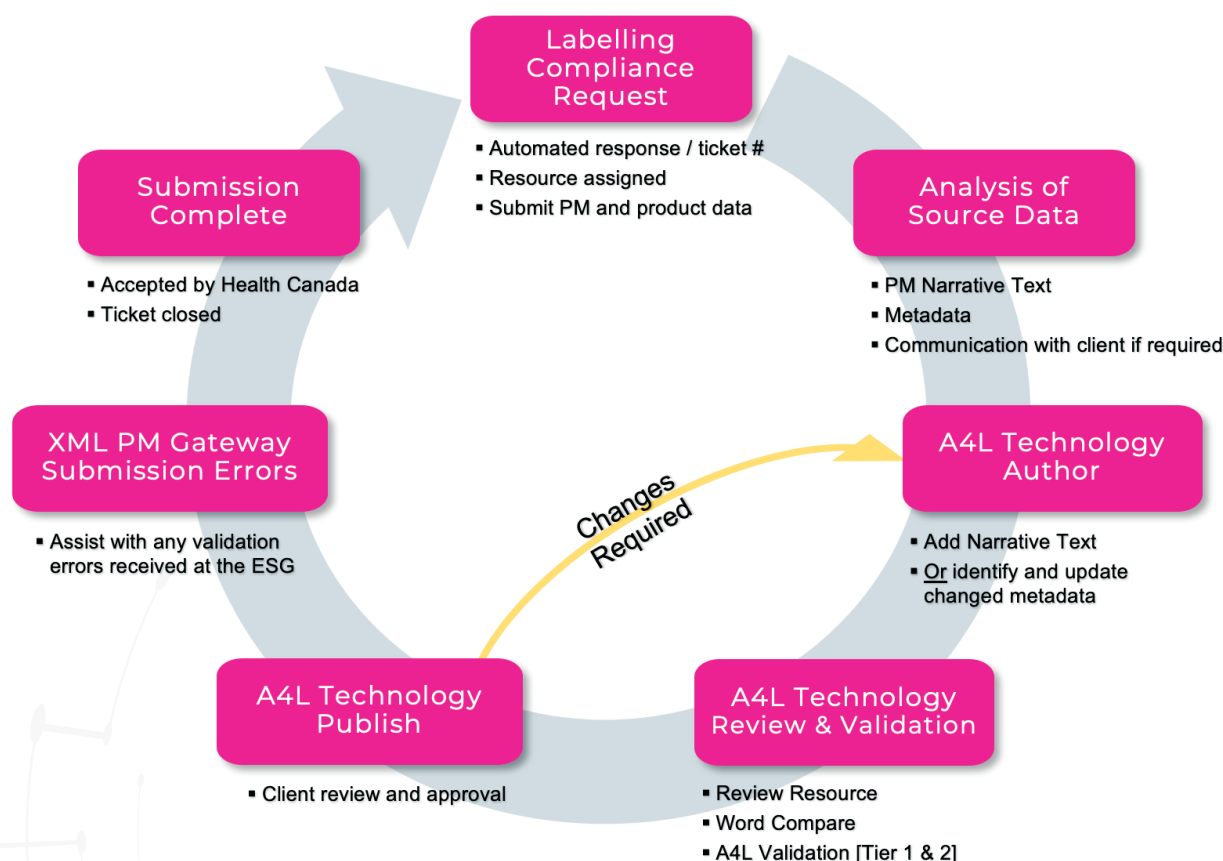 Labelling
Compliance
Request
▪ Automated response / ticket #
▪ Resource assigned
▪ Submit PM and product data
Analysis of
Source Data
▪ PM Narrative Text
▪ Metadata
▪ Communication with client if required
A4L Technology
Author
▪ Add Narrative Text
▪ Or identify and update
changed metadata
A4L Technology
Review & Validation
▪ Review Resource
▪ Word Compare
▪ A4L Validation [Tier 1 & 2]
A4L Technology
Publish
▪ Client review and approval
Changes
Required
XML PM Gateway
Submission Errors
▪ Assist with any validation
errors received at the ESG
Submission
Complete
▪ Accepted by Health Canada
▪ Ticket closed